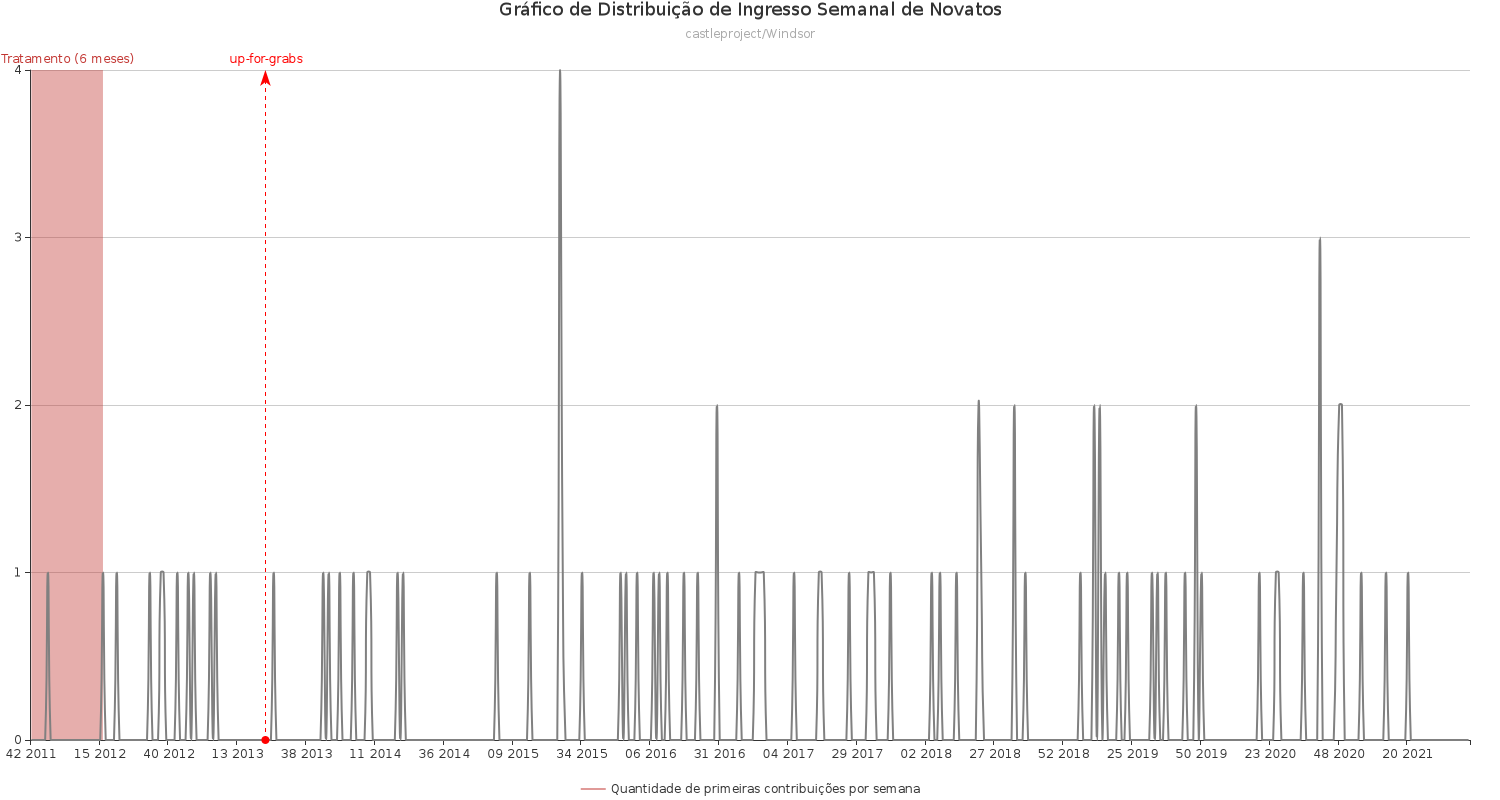 Gráfico de Distribuição de Ingresso Semanal de Novatos
castleproject/Windsor
Tratamento (6 meses)
up-for-grabs
4
3
2
1
0
42 2011 15 2012 40 2012 13 2013 38 2013 11 2014 36 2014 09 2015 34 2015 06 2016 31 2016 04 2017 29 2017 02 2018 27 2018 52 2018 25 2019 50 2019 23 2020 48 2020 20 2021
Quantidade de primeiras contribuições por semana